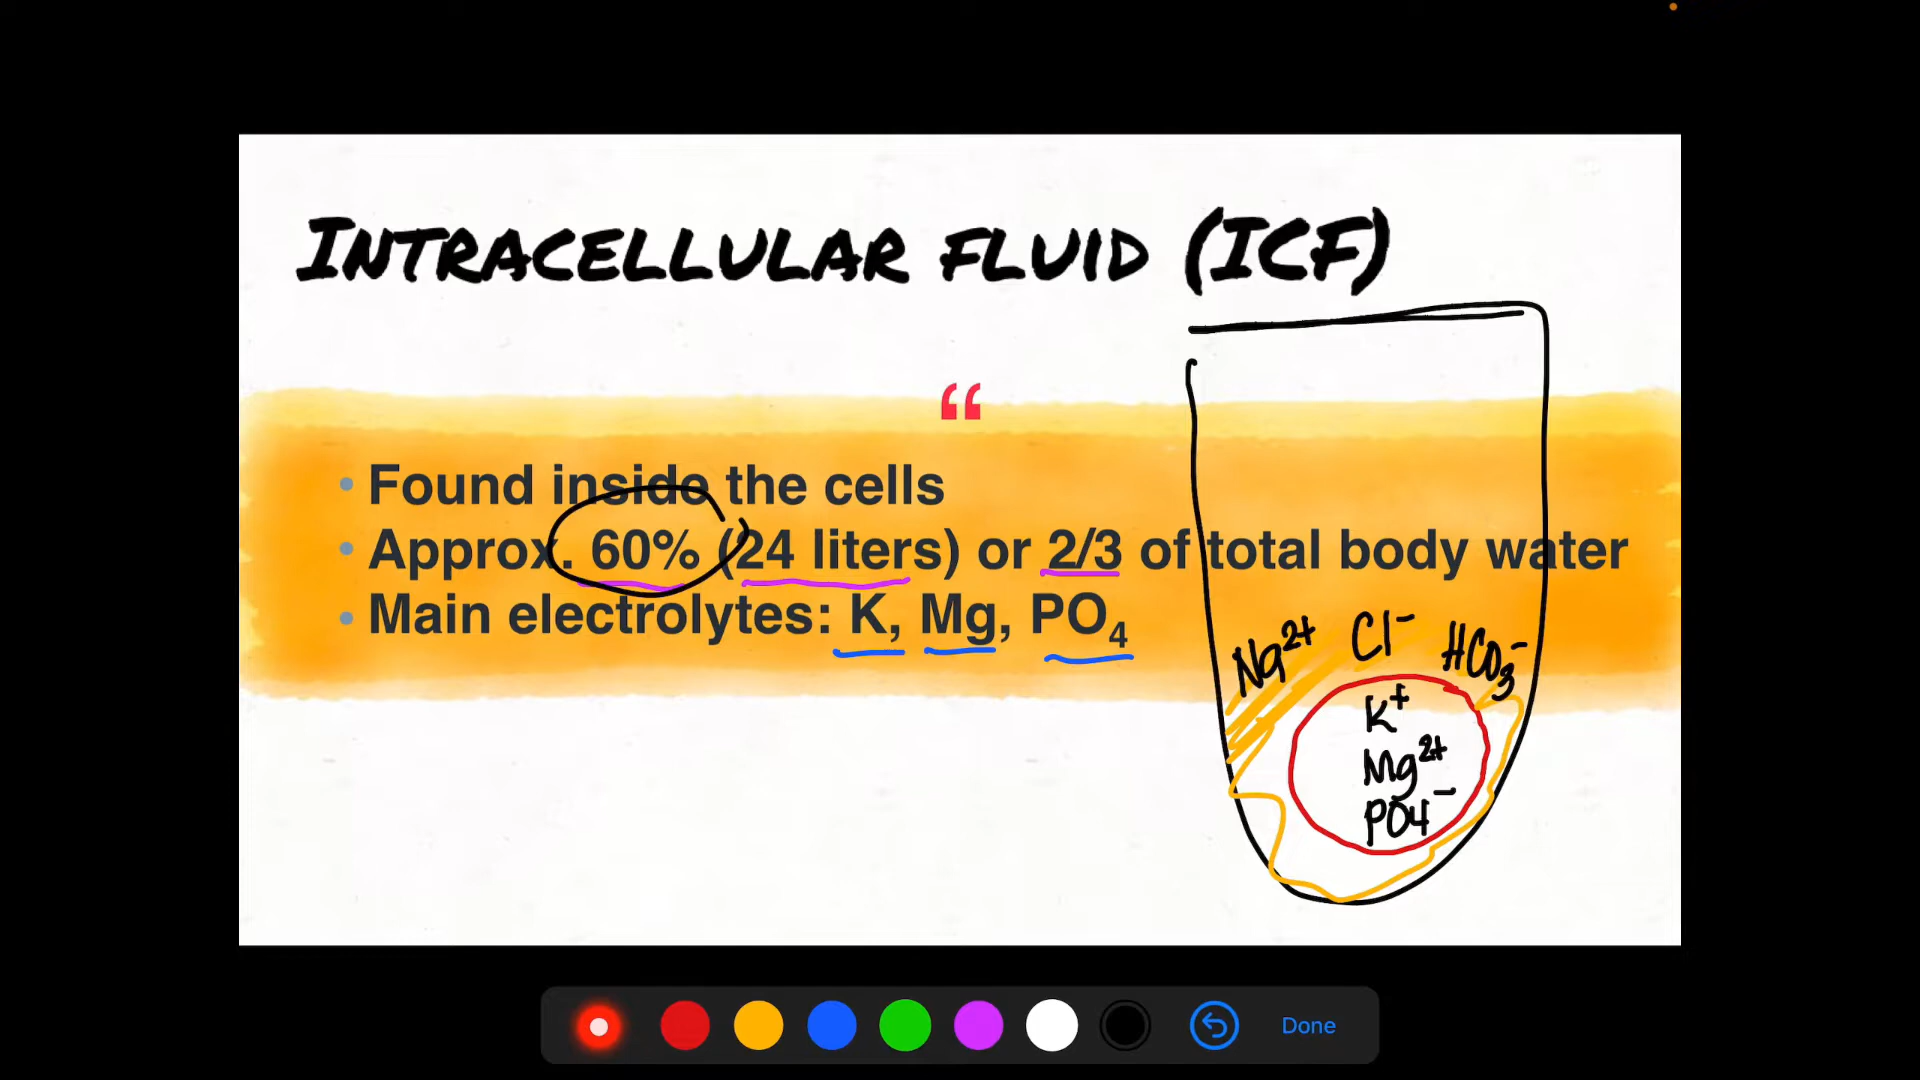 INTRACELLULAR FLUID (ICF)
“
• Found inside the cells
• Approx. 60% (24 liters) or 2/3 of total body water
• Main electrolytes: K, Mg, PO₄
Na²⁺ Cl⁻ HCO₃⁻
K⁺
Mg²⁺
PO4⁻
Done